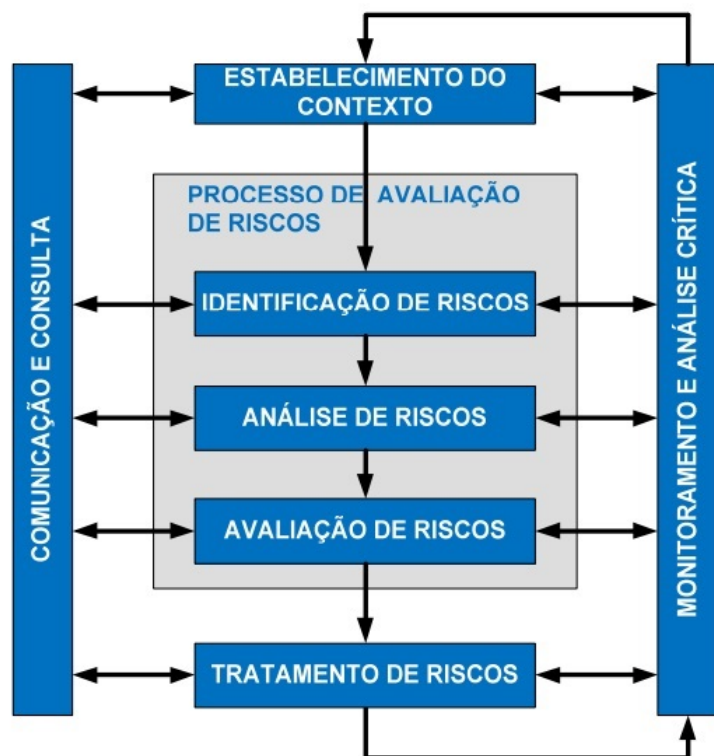 ESTABELECIMENTO DO
CONTEXTO
PROCESSO DE AVALIAÇÃO
DE RISCOS
IDENTIFICAÇÃO DE RISCOS
ANÁLISE DE RISCOS
AVALIAÇÃO DE RISCOS
TRATAMENTO DE RISCOS
COMUNICAÇÃO E CONSULTA
MONITORAMENTO E ANÁLISE CRÍTICA